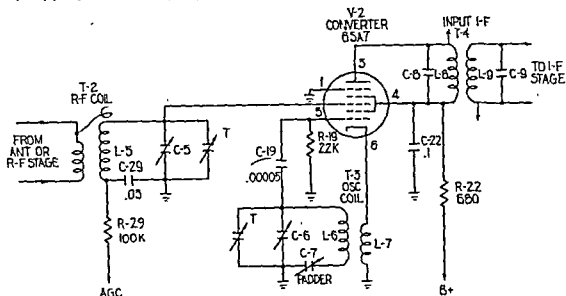 V-2
CONVERTER
6SA7
INPUT I-F
T-4
3
T-2
R-F COIL
1
C-8
L-8
L-9
C-9
TO I-F
STAGE
4
5
FROM
ANT OR
R-F STAGE
L-5
C-29
.05
C-5
T
C-19
.00005
R-19
22K
6
C-22
.1
T-3
OSC
COIL
R-22
680
R-29
100K
T
C-6
C-7
PADDER
L-6
L-7
AGC
B+